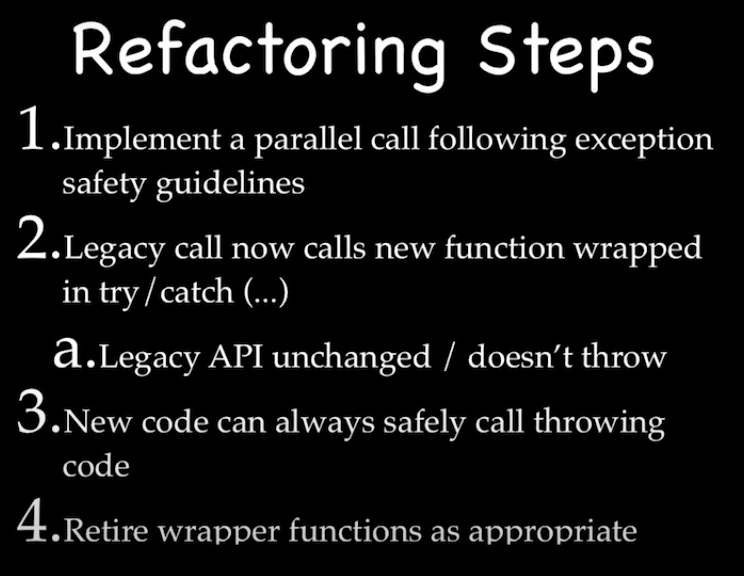 Refactoring Steps
1.Implement a parallel call following exception
safety guidelines
2.Legacy call now calls new function wrapped
in try/catch (...)
a.Legacy API unchanged / doesn’t throw
3.New code can always safely call throwing
code
4.Retire wrapper functions as appropriate